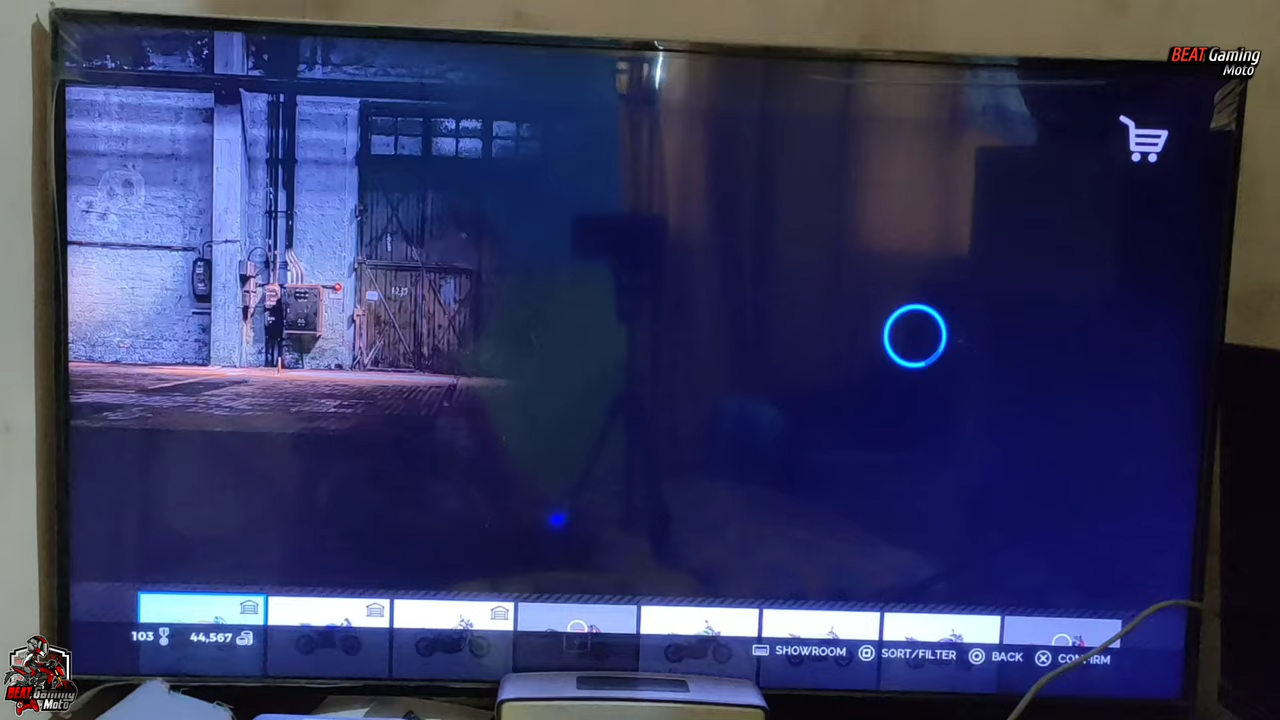 BEAT Gaming
Moto
103
44,567
SHOWROOM
SORT/FILTER
BACK
CONFIRM
BEAT Gaming
Moto